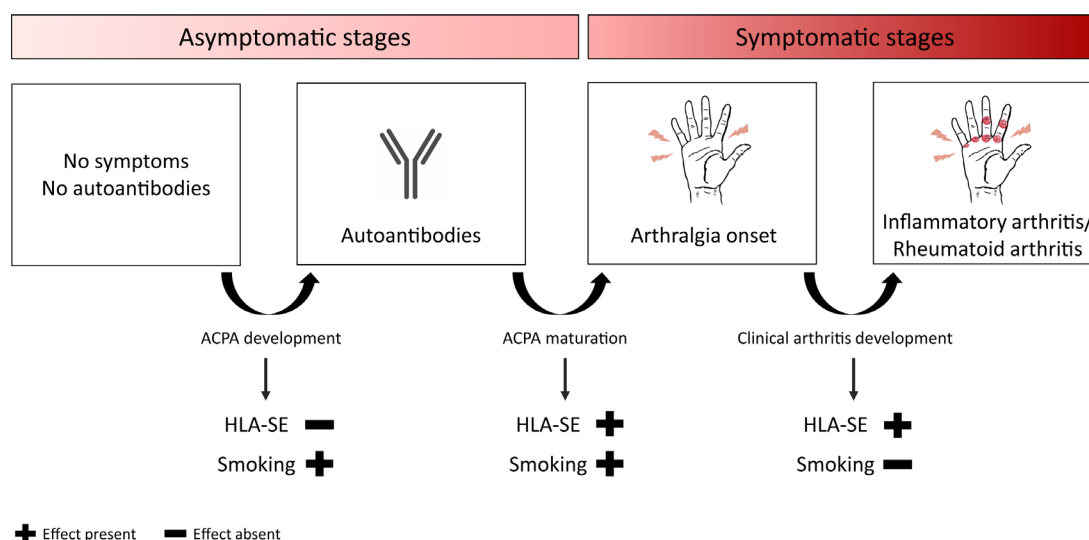 Asymptomatic stages
Symptomatic stages
No symptoms
No autoantibodies
Autoantibodies
Arthralgia onset
Inflammatory arthritis/
Rheumatoid arthritis
ACPA development
ACPA maturation
Clinical arthritis development
HLA-SE
HLA-SE
HLA-SE
Smoking
Smoking
Smoking
Effect present
Effect absent